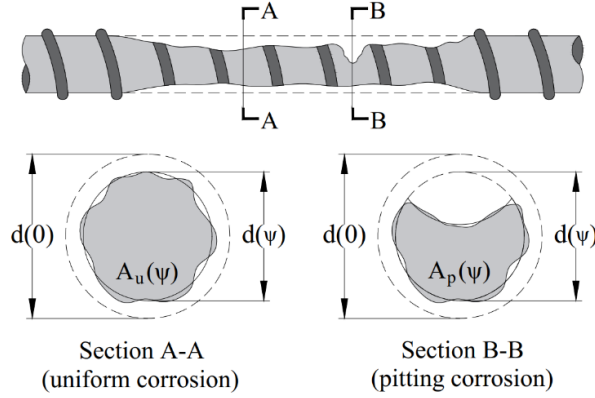 A B
A B
d(0) d(ψ) d(0) d(ψ)
Au(ψ) Ap(ψ)
Section A-A
(uniform corrosion)
Section B-B
(pitting corrosion)